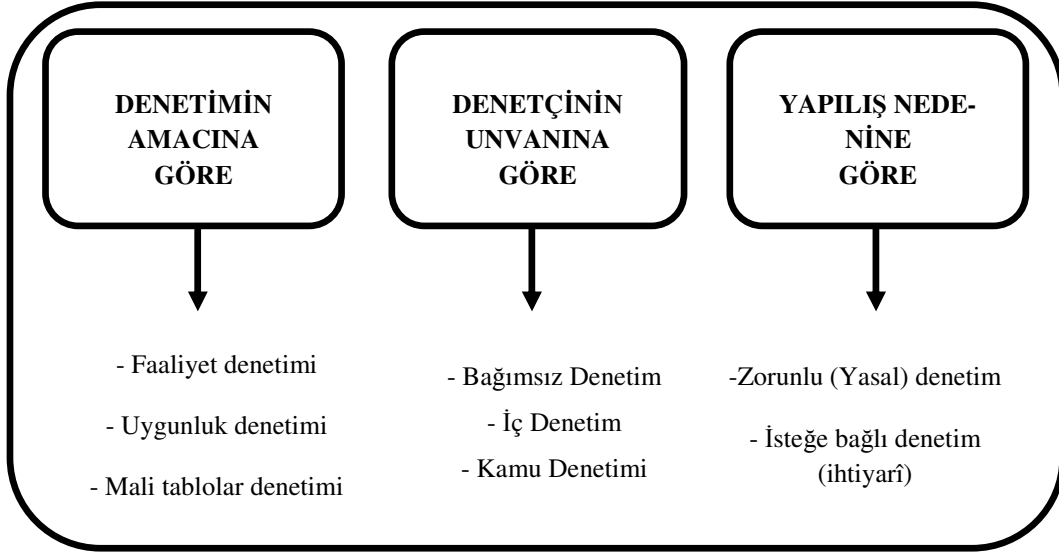 DENETİMİN
AMACINA
GÖRE
DENETÇİNİN
UNVANINA
GÖRE
YAPILIŞ NEDE-
NİNE
GÖRE
- Faaliyet denetimi
- Uygunluk denetimi
- Mali tablolar denetimi
- Bağımsız Denetim
- İç Denetim
- Kamu Denetimi
-Zorunlu (Yasal) denetim
- İsteğe bağlı denetim
(ihtiyarî)